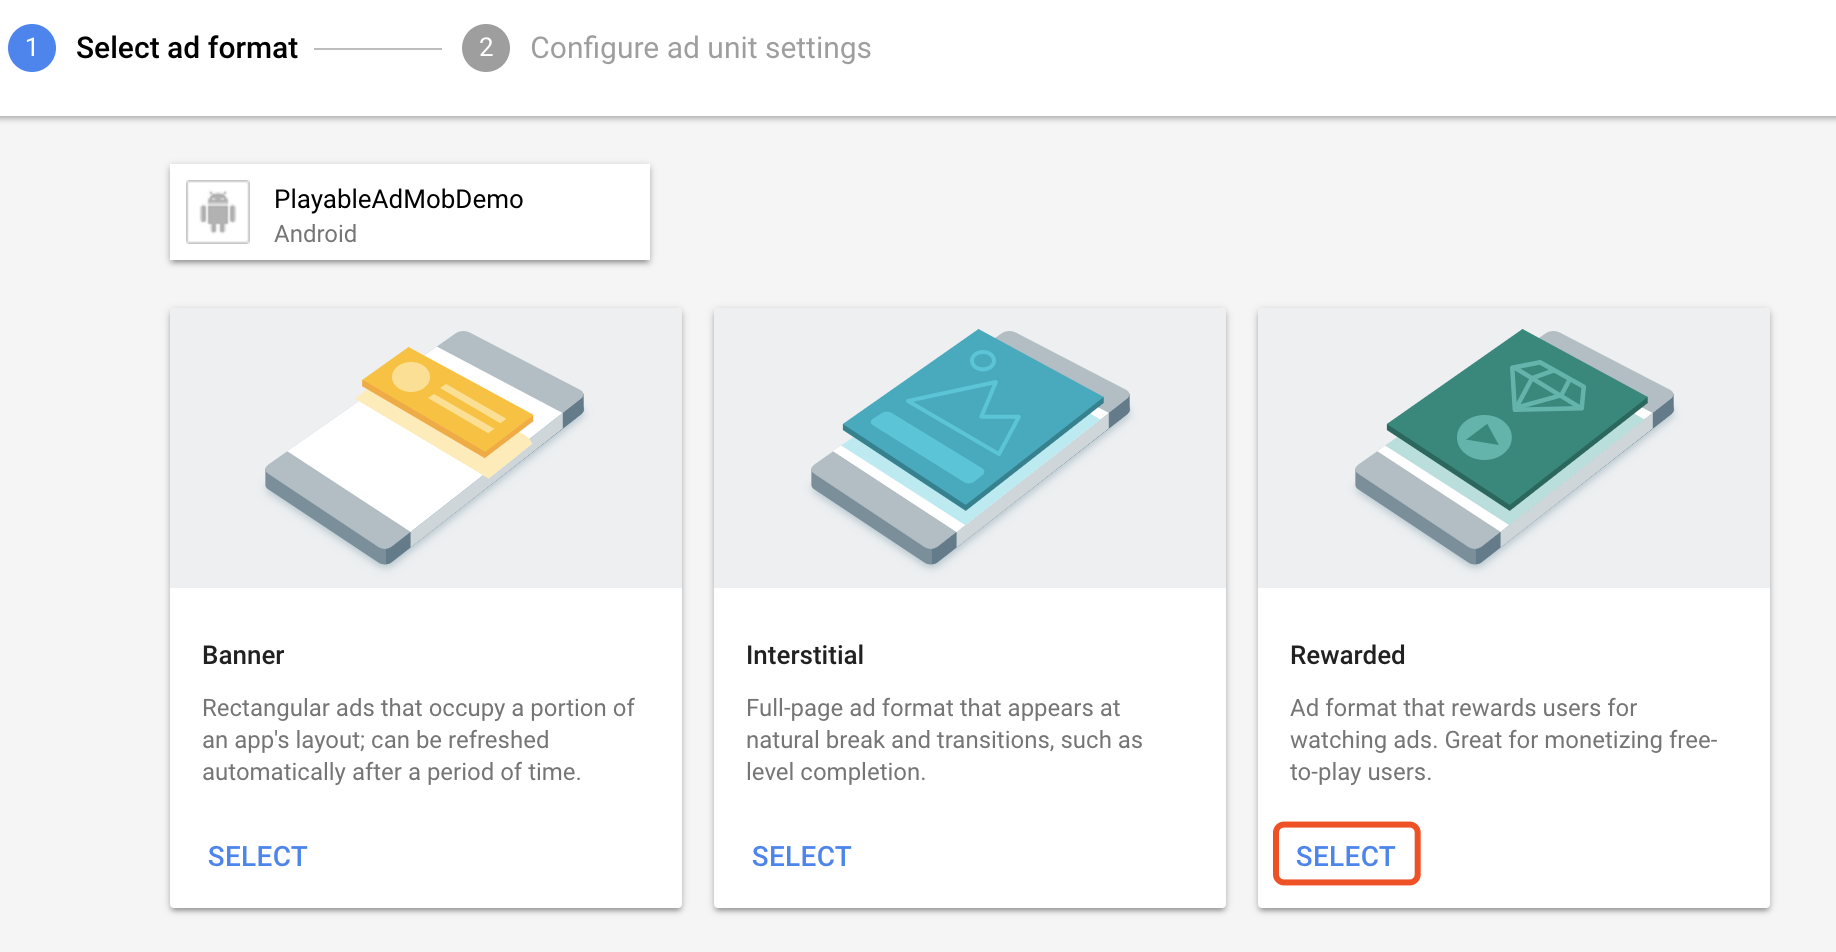 1 Select ad format 2 Configure ad unit settings
PlayableAdMobDemo
Android
Banner
Rectangular ads that occupy a portion of
an app's layout; can be refreshed
automatically after a period of time.
SELECT
Interstitial
Full-page ad format that appears at
natural break and transitions, such as
level completion.
SELECT
Rewarded
Ad format that rewards users for
watching ads. Great for monetizing free-
to-play users.
SELECT